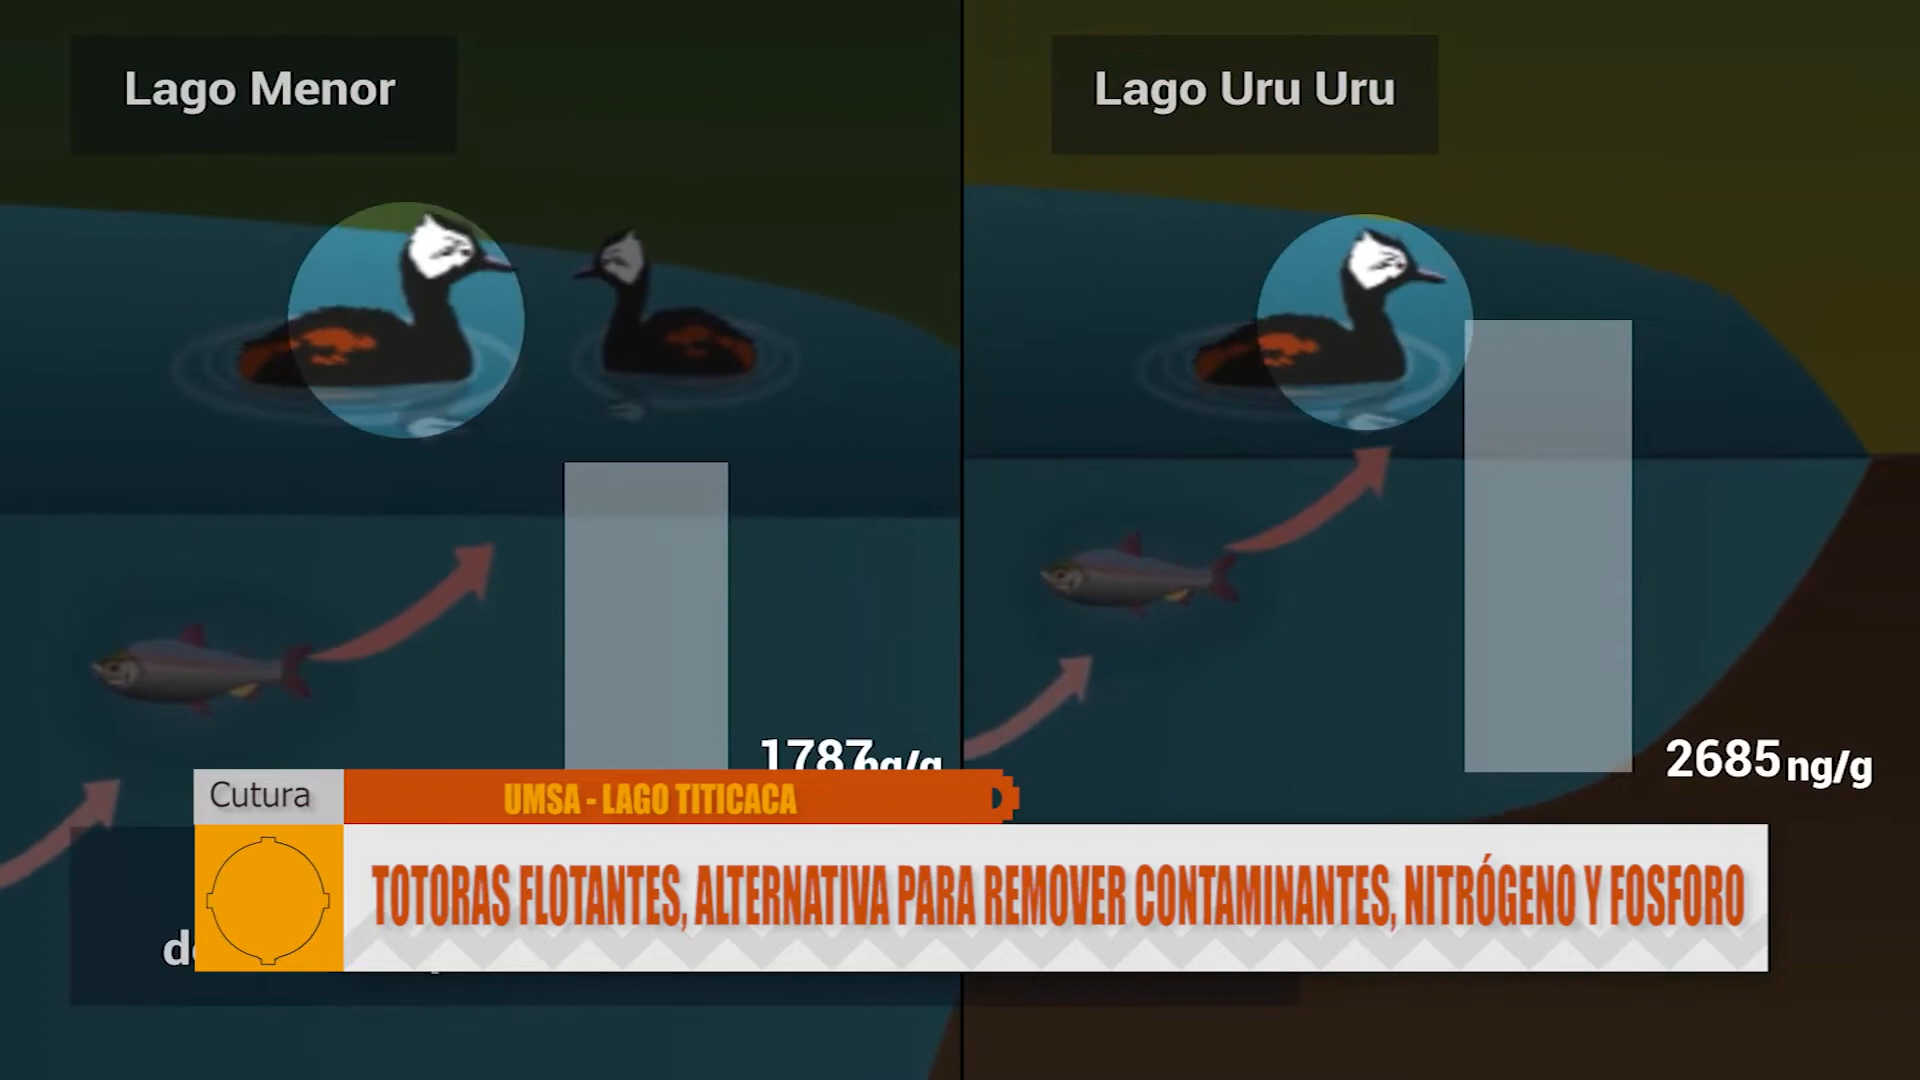 Lago Menor
Lago Uru Uru
1787
2685 ng/g
Cutura
UMSA - LAGO TITICACA
TOTORAS FLOTANTES, ALTERNATIVA PARA REMOVER CONTAMINANTES, NITRÓGENO Y FOSFORO